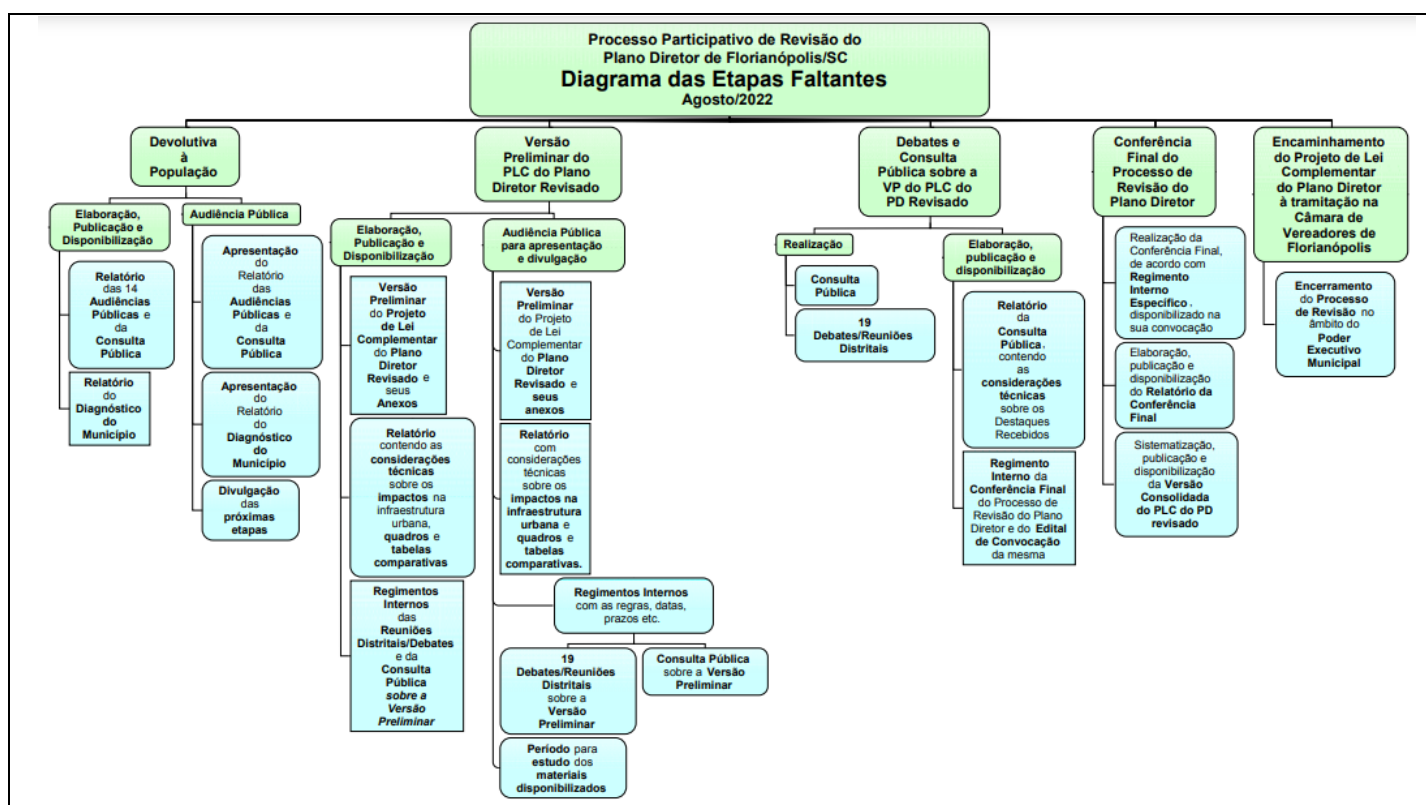 Processo Participativo de Revisão do
Plano Diretor de Florianópolis/SC
Diagrama das Etapas Faltantes
Agosto/2022
Devolutiva
à
População
Elaboração,
Publicação e
Disponibilização
Relatório
das 14
Audiências
Públicas e
da
Consulta
Pública
Relatório
do
Diagnóstico
do
Município
Audiência Pública
Apresentação
do
Relatório
das
Audiências
Públicas e
da
Consulta
Pública
Apresentação
do
Relatório
do
Diagnóstico
do
Município
Divulgação
das
próximas
etapas
Versão
Preliminar do
PLC do Plano
Diretor Revisado
Elaboração,
Publicação e
Disponibilização
Versão
Preliminar
do Projeto
de Lei
Complementar
do Plano
Diretor
Revisado e
seus
Anexos
Relatório
contendo as
considerações
técnicas
sobre os
impactos na
infraestrutura
urbana,
quadros e
tabelas
comparativas
Regimentos
Internos
das
Reuniões
Distritais/Debates
e da
Consulta
Pública
sobre a
Versão
Preliminar
Audiência Pública
para apresentação
e divulgação
Versão
Preliminar
do Projeto
de Lei
Complementar
do Plano
Diretor
Revisado e
seus
anexos
Relatório
com
considerações
técnicas
sobre os
impactos na
infraestrutura
urbana e
quadros e
tabelas
comparativas.
Regimentos Internos
com as regras, datas,
prazos etc.
19
Debates/Reuniões
Distritais
sobre a
Versão
Preliminar
Consulta Pública
sobre a Versão
Preliminar
Período para
estudo dos
materiais
disponibilizados
Debates e
Consulta
Pública sobre a
VP do PLC do
PD Revisado
Realização
Consulta
Pública
19
Debates/Reuniões
Distritais
Elaboração,
publicação e
disponibilização
Relatório
da
Consulta
Pública,
contendo
as
considerações
técnicas
sobre os
Destaques
Recebidos
Regimento
Interno da
Conferência Final
do Processo de
Revisão do Plano
Diretor e do Edital
de Convocação
da mesma
Conferência
Final do
Processo de
Revisão do
Plano Diretor
Realização da
Conferência Final,
de acordo com
Regimento
Interno
Específico,
disponibilizado na
sua convocação
Elaboração,
publicação e
disponibilização
do Relatório da
Conferência
Final
Sistematização,
publicação e
disponibilização
da Versão
Consolidada
do PLC do PD
revisado
Encaminhamento
do Projeto de Lei
Complementar
do Plano Diretor
à tramitação na
Câmara de
Vereadores de
Florianópolis
Encerramento
do Processo
de Revisão no
âmbito do
Poder
Executivo
Municipal